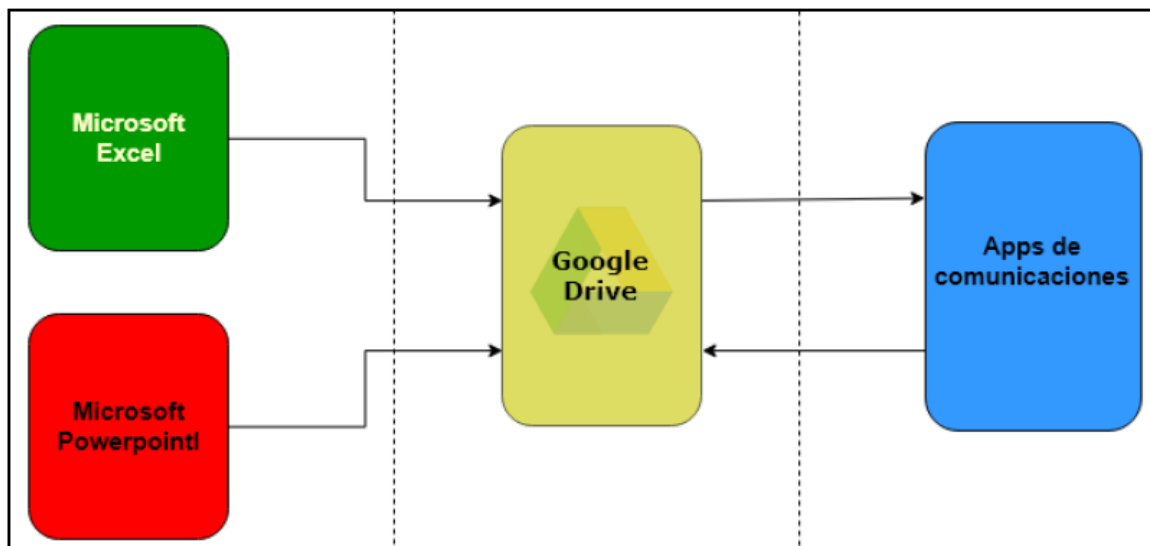 Microsoft
Excel
Google
Drive
Apps de
comunicaciones
Microsoft
Powerpointl